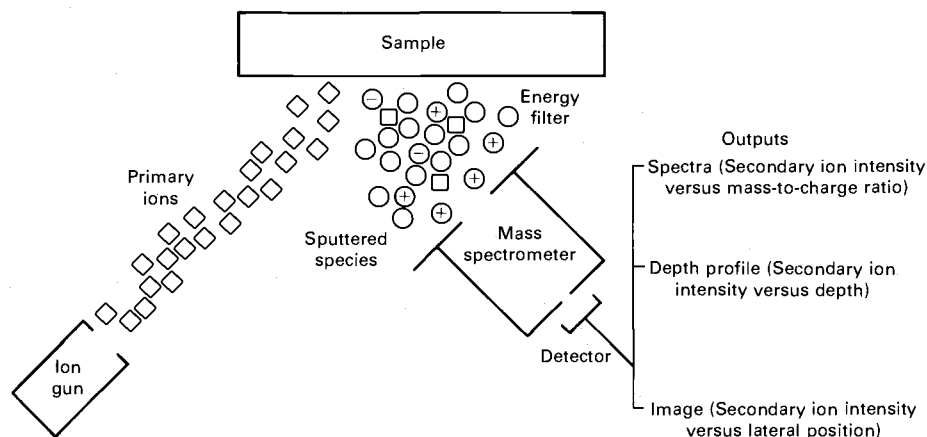 Sample
Energy
filter
Outputs
Primary
ions
Spectra (Secondary ion intensity
versus mass-to-charge ratio)
Sputtered
species
Mass
spectrometer
Depth profile (Secondary ion
intensity versus depth)
Ion
gun
Detector
Image (Secondary ion intensity
versus lateral position)